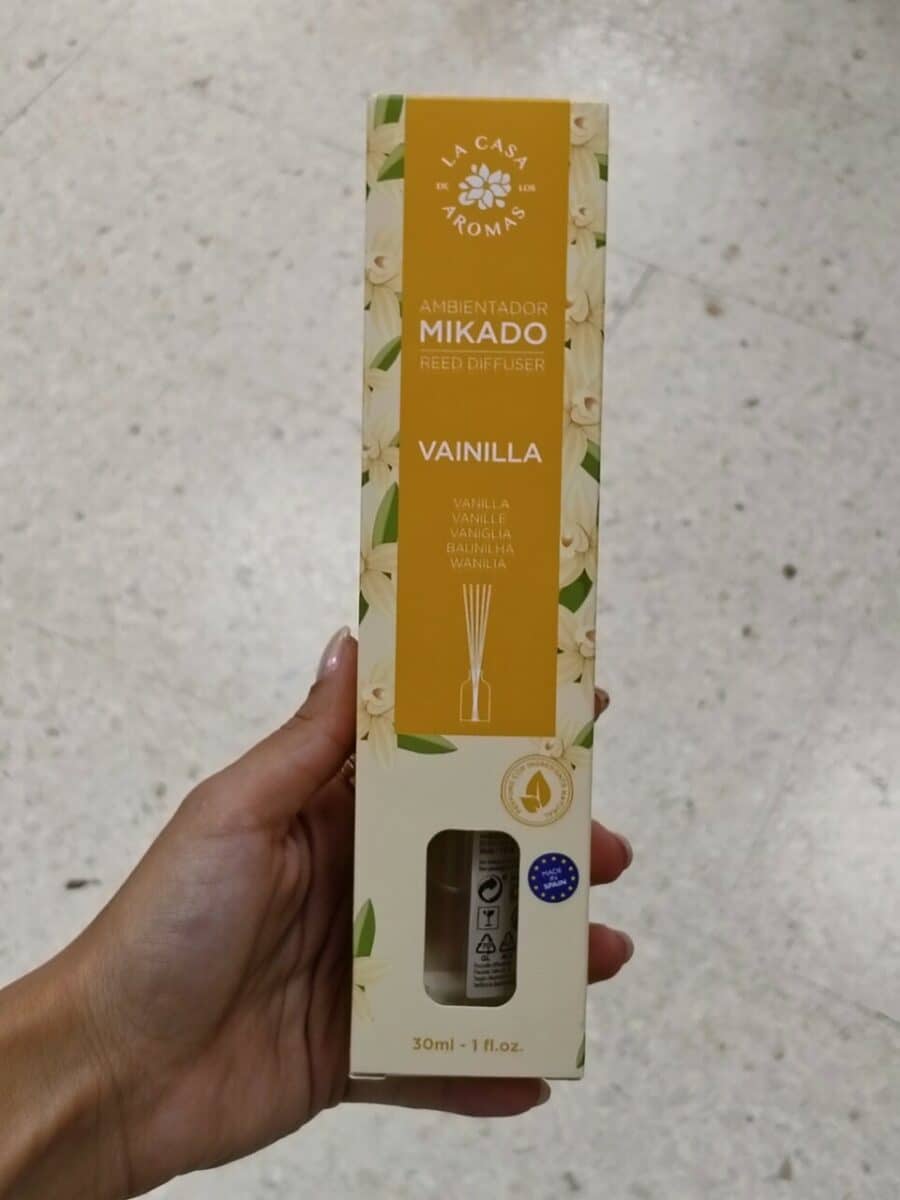 LA CASA
DE LOS
AROMAS
AMBIENTADOR
MIKADO
REED DIFFUSER
VAINILLA
VANILLA
VANILLE
VANIGLIA
BAUNILHA
WANILIA
MADE
IN
SPAIN
GL
30ml - 1 fl.oz.